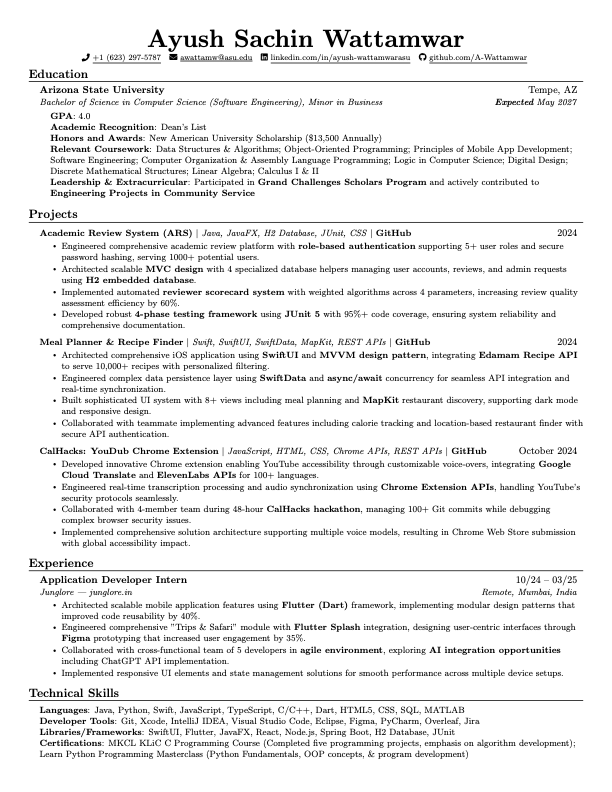 Ayush Sachin Wattamwar
+1 (623) 297-5787 awattamw@asu.edu linkedin.com/in/ayush-wattamwarasu github.com/A-Wattamwar
Education
Arizona State University Tempe, AZ
Bachelor of Science in Computer Science (Software Engineering), Minor in Business Expected May 2027
GPA: 4.0
Academic Recognition: Dean's List
Honors and Awards: New American University Scholarship ($13,500 Annually)
Relevant Coursework: Data Structures & Algorithms; Object-Oriented Programming; Principles of Mobile App Development;
Software Engineering; Computer Organization & Assembly Language Programming; Logic in Computer Science; Digital Design;
Discrete Mathematical Structures; Linear Algebra; Calculus I & II
Leadership & Extracurricular: Participated in Grand Challenges Scholars Program and actively contributed to
Engineering Projects in Community Service
Projects
Academic Review System (ARS) | Java, JavaFX, H2 Database, JUnit, CSS | GitHub 2024
• Engineered comprehensive academic review platform with role-based authentication supporting 5+ user roles and secure
password hashing, serving 1000+ potential users.
• Architected scalable MVC design with 4 specialized database helpers managing user accounts, reviews, and admin requests
using H2 embedded database.
• Implemented automated reviewer scorecard system with weighted algorithms across 4 parameters, increasing review quality
assessment efficiency by 60%.
• Developed robust 4-phase testing framework using JUnit 5 with 95%+ code coverage, ensuring system reliability and
comprehensive documentation.
Meal Planner & Recipe Finder | Swift, SwiftUI, SwiftData, MapKit, REST APIs | GitHub 2024
• Architected comprehensive iOS application using SwiftUI and MVVM design pattern, integrating Edamam Recipe API
to serve 10,000+ recipes with personalized filtering.
• Engineered complex data persistence layer using SwiftData and async/await concurrency for seamless API integration and
real-time synchronization.
• Built sophisticated UI system with 8+ views including meal planning and MapKit restaurant discovery, supporting dark mode
and responsive design.
• Collaborated with teammate implementing advanced features including calorie tracking and location-based restaurant finder with
secure API authentication.
CalHacks: YouDub Chrome Extension | JavaScript, HTML, CSS, Chrome APIs, REST APIs | GitHub October 2024
• Developed innovative Chrome extension enabling YouTube accessibility through customizable voice-overs, integrating Google
Cloud Translate and ElevenLabs APIs for 100+ languages.
• Engineered real-time transcription processing and audio synchronization using Chrome Extension APIs, handling YouTube's
security protocols seamlessly.
• Collaborated with 4-member team during 48-hour CalHacks hackathon, managing 100+ Git commits while debugging
complex browser security issues.
• Implemented comprehensive solution architecture supporting multiple voice models, resulting in Chrome Web Store submission
with global accessibility impact.
Experience
Application Developer Intern 10/24 – 03/25
Junglore — junglore.in Remote, Mumbai, India
• Architected scalable mobile application features using Flutter (Dart) framework, implementing modular design patterns that
improved code reusability by 40%.
• Engineered comprehensive "Trips & Safari" module with Flutter Splash integration, designing user-centric interfaces through
Figma prototyping that increased user engagement by 35%.
• Collaborated with cross-functional team of 5 developers in agile environment, exploring AI integration opportunities
including ChatGPT API implementation.
• Implemented responsive UI elements and state management solutions for smooth performance across multiple device setups.
Technical Skills
Languages: Java, Python, Swift, JavaScript, TypeScript, C/C++, Dart, HTML5, CSS, SQL, MATLAB
Developer Tools: Git, Xcode, IntelliJ IDEA, Visual Studio Code, Eclipse, Figma, PyCharm, Overleaf, Jira
Libraries/Frameworks: SwiftUI, Flutter, JavaFX, React, Node.js, Spring Boot, H2 Database, JUnit
Certifications: MKCL KLiC C Programming Course (Completed five programming projects, emphasis on algorithm development);
Learn Python Programming Masterclass (Python Fundamentals, OOP concepts, & program development)